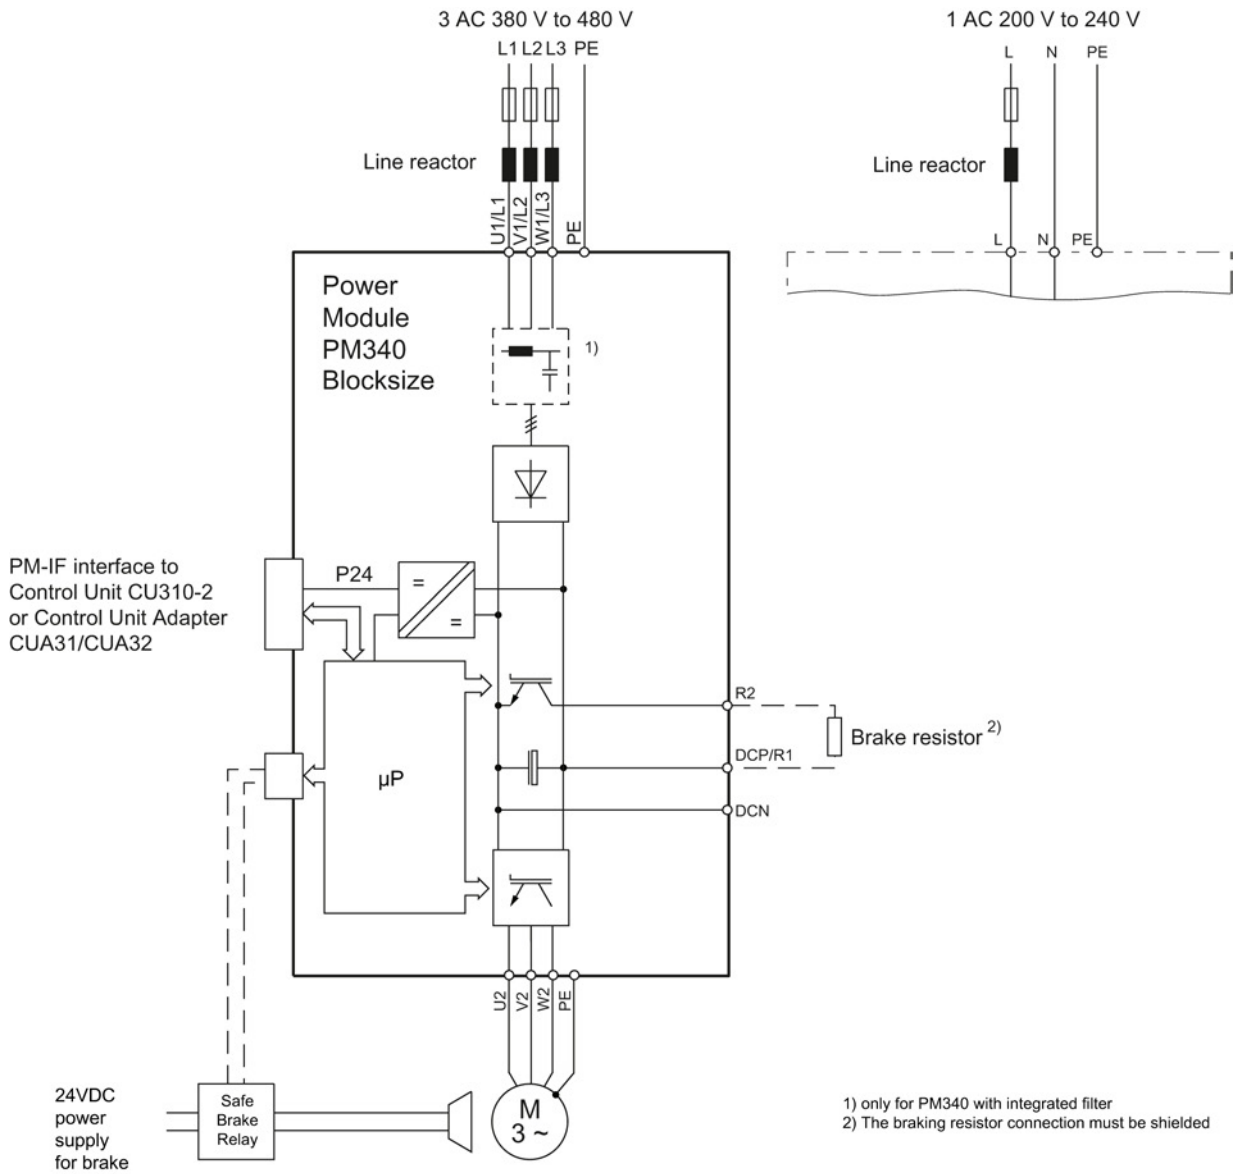 3 AC 380 V to 480 V
L1 L2 L3 PE
Line reactor
U1/L1
V1/L2
W1/L3
PE
1 AC 200 V to 240 V
L N PE
Line reactor
L N PE
Power
Module
PM340
Blocksize
1)
PM-IF interface to
Control Unit CU310-2
or Control Unit Adapter
CUA31/CUA32
P24
=
=
µP
R2
Brake resistor 2)
DCP/R1
DCN
U2
V2
W2
PE
M
3 ~
24VDC
power
supply
for brake
Safe
Brake
Relay
1) only for PM340 with integrated filter
2) The braking resistor connection must be shielded